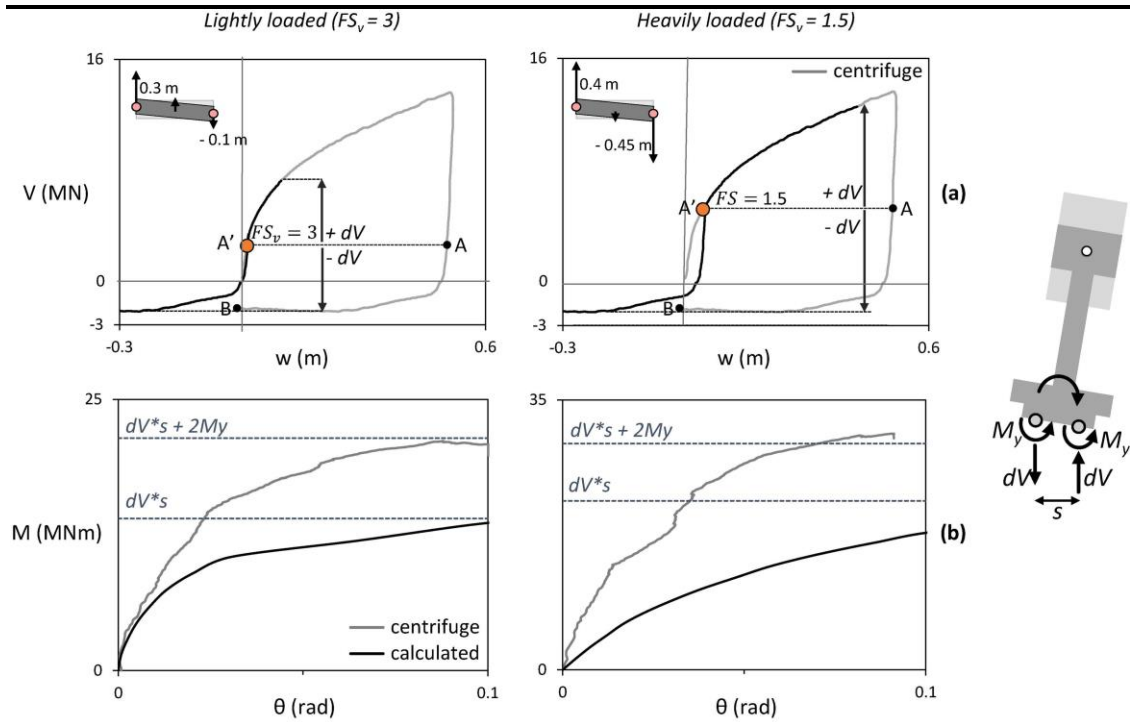 Lightly loaded (FSv = 3)
Heavily loaded (FSv = 1.5)
16
0.3 m
- 0.1 m
V (MN)
A'
FSv = 3
+ dV
- dV
A
0
B
-3
-0.3
w (m)
0.6
16
centrifuge
0.4 m
- 0.45 m
A'
FS = 1.5
+ dV
- dV
A
(a)
0
B
-3
-0.3
w (m)
0.6
25
dV*s + 2My
dV*s
M (MNm)
centrifuge
calculated
0
0
θ (rad)
0.1
35
dV*s + 2My
dV*s
(b)
0
0
θ (rad)
0.1
My
My
dV
dV
s